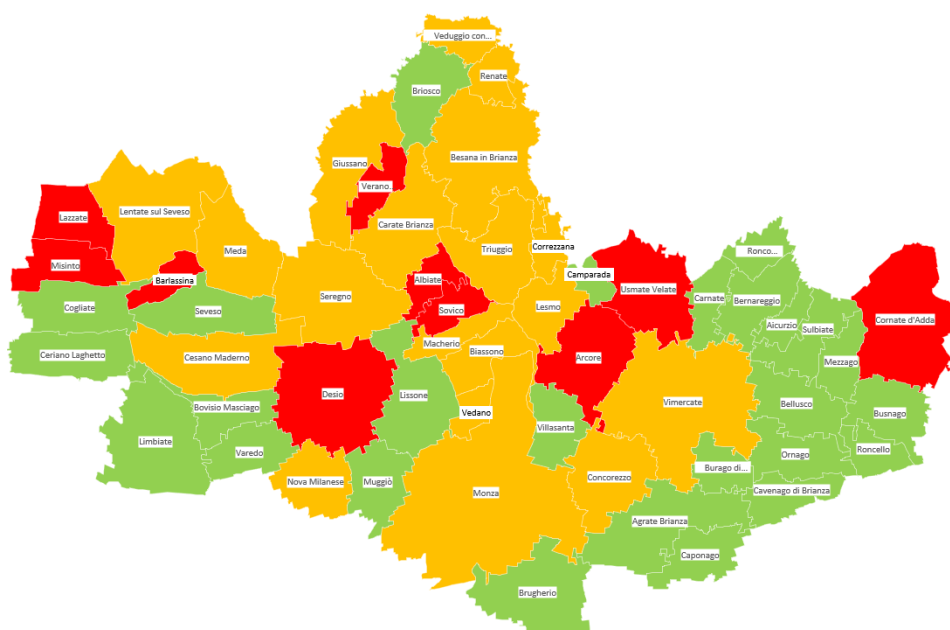 Veduggio con...
Renate
Briosco
Besana in Brianza
Giussano
Verano.
Lazzate
Lentate sul Seveso
Carate Brianza
Correzzana
Triuggio
Ronco...
Meda
Misinto
Barlassina
Albiate
Camparada
Usmate Velate
Carnate
Bernareggio
Seregno
Cogliate
Seveso
Sovico
Lesmo
Aicurzio
Sulbiate
Cornate d'Adda
Macherio
Biassono
Ceriano Laghetto
Cesano Maderno
Arcore
Mezzago
Desio
Lissone
Vimercate
Bellusco
Bovisio Masciago
Vedano
Busnago
Villasanta
Limbiate
Varedo
Ornago
Roncello
Burago di...
Nova Milanese
Muggiò
Concorezzo
Monza
Cavenago di Brianza
Agrate Brianza
Caponago
Brugherio